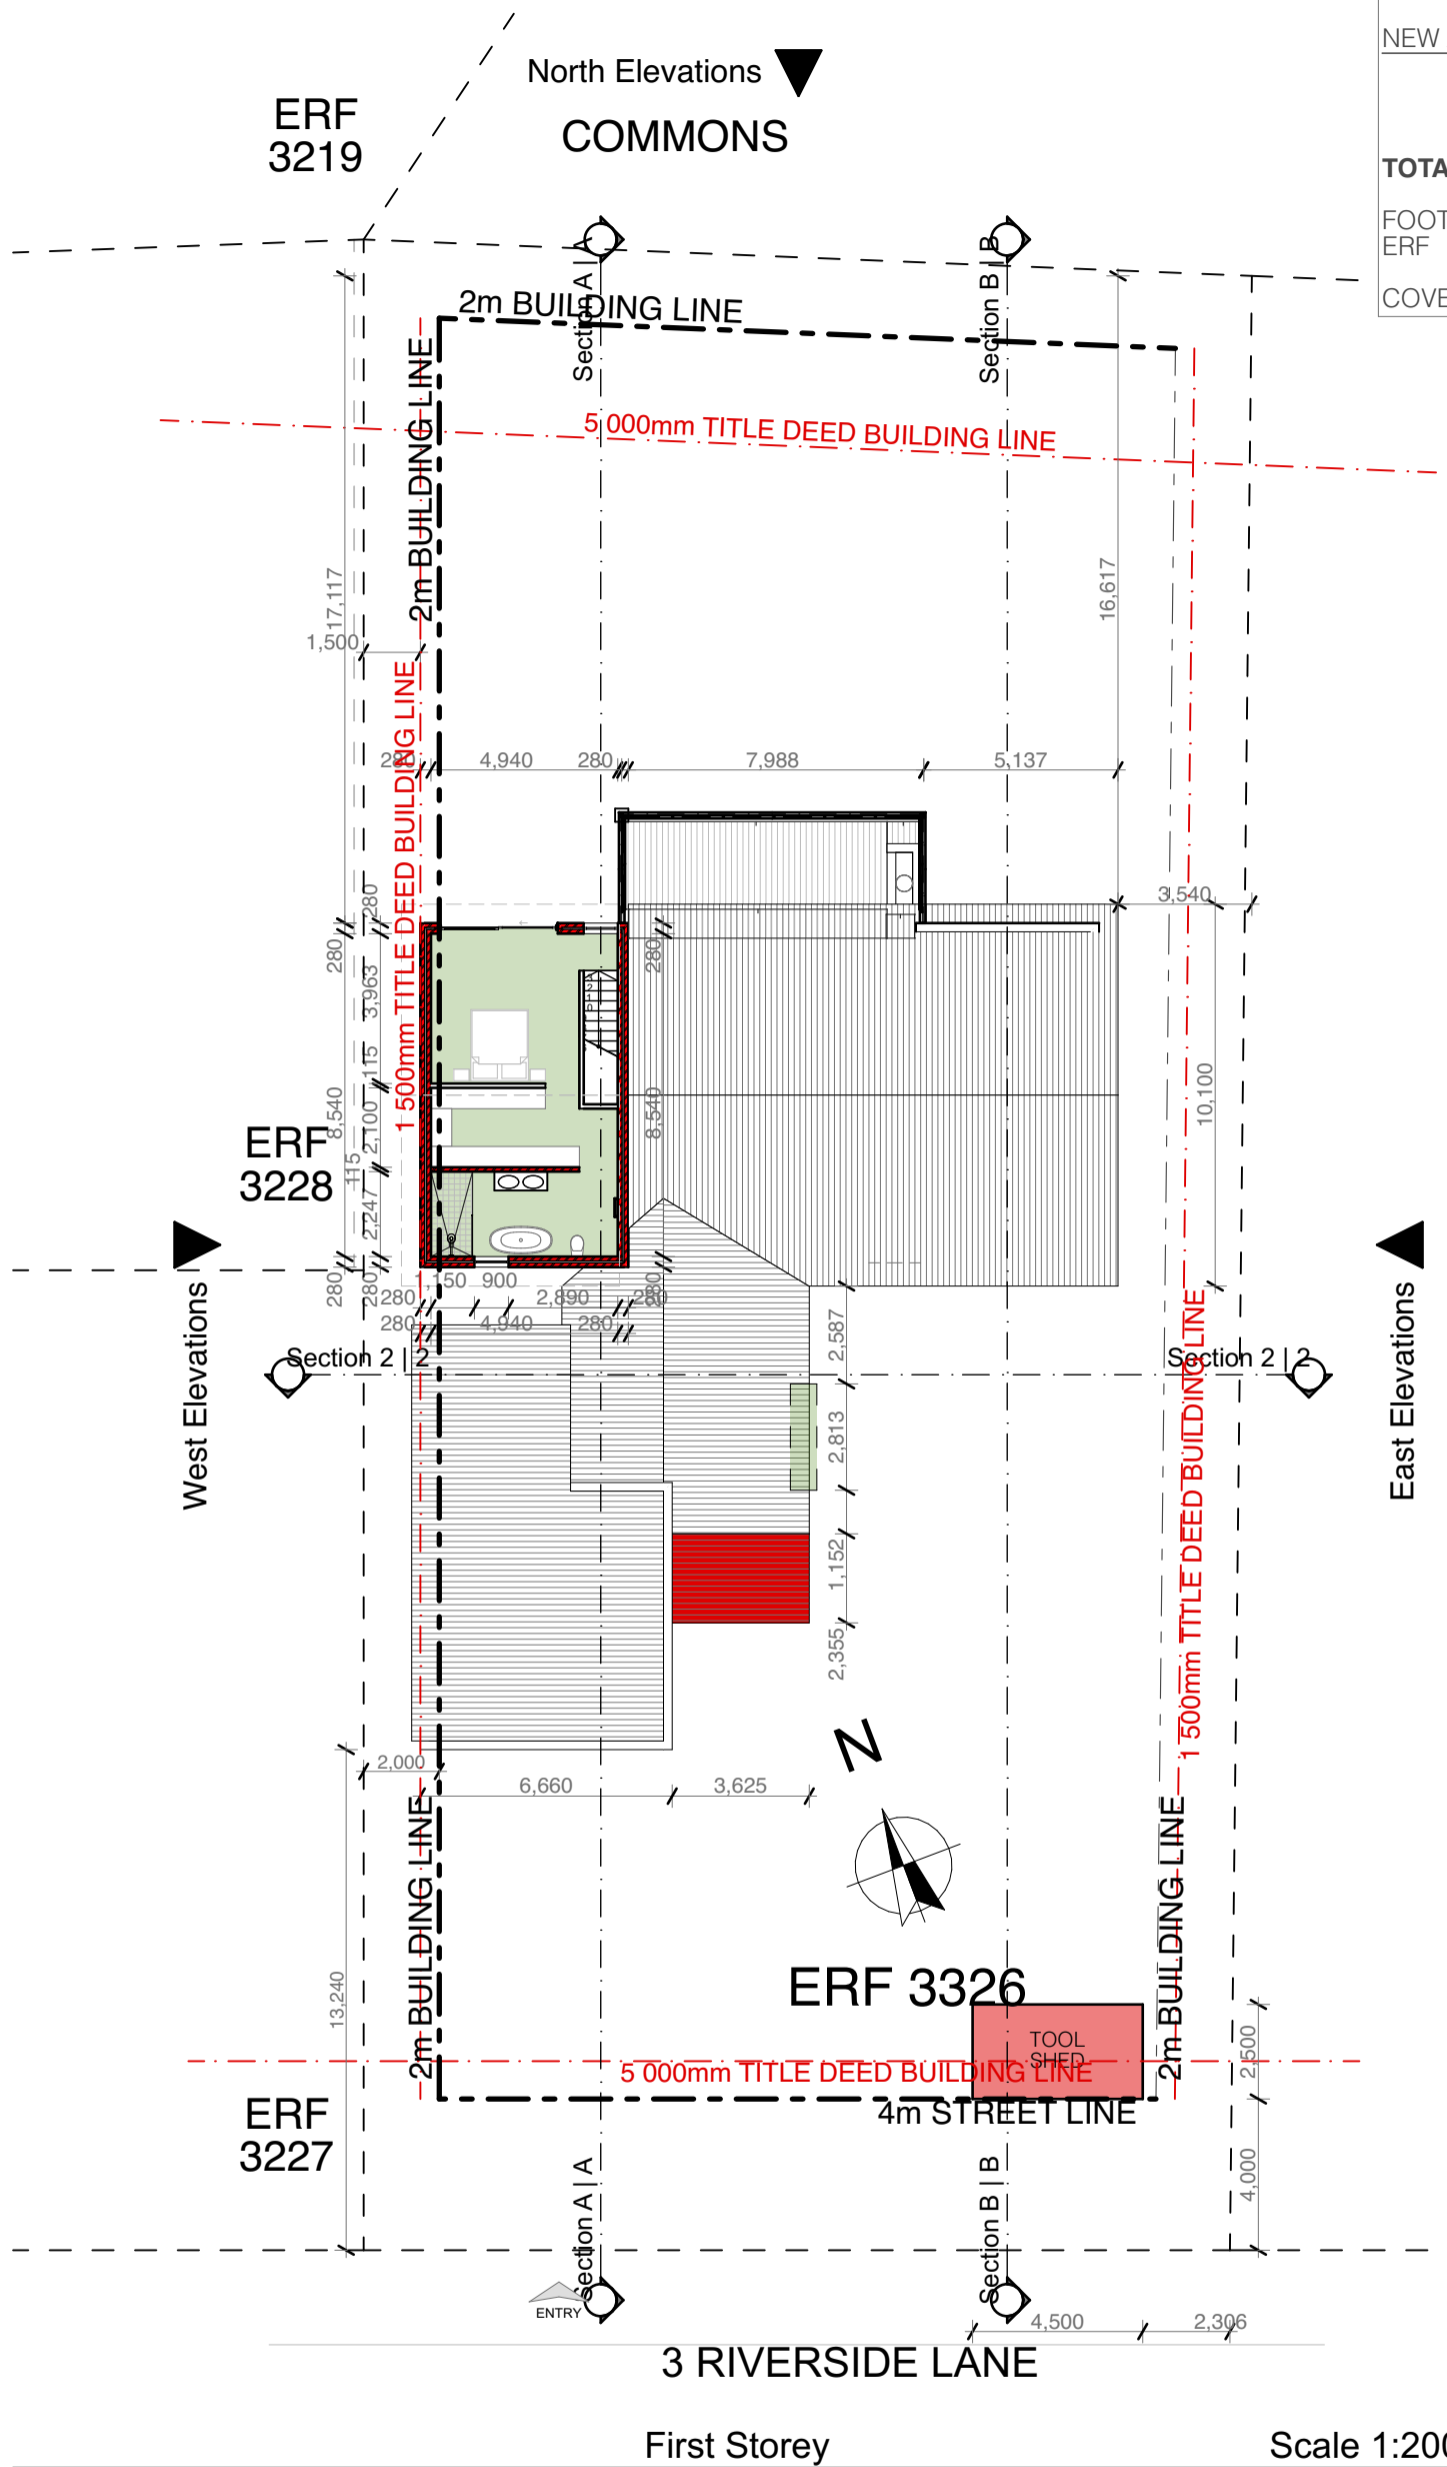 NEW
North Elevations
ERF
3219
COMMONS
TOTA
FOOT
ERF
COVE
Section A | A
Section B | B
2m BUILDING LINE
2m BUILDING LINE
5 000mm TITLE DEED BUILDING LINE
17,117
16,617
1,500
1 500mm TITLE DEED BUILDING LINE
280
4,940
280
7,988
5,137
3,540
280
280
280
3,963
115
8,540
2,100
8,540
10,100
ERF
3228
115
2,247
280
280
280
1,150
900
280
2,890
280
280
4,940
280
2,587
West Elevations
East Elevations
Section 2 | 2
Section 2 | 2
1 500mm TITLE DEED BUILDING LINE
2,813
1,152
2,355
N
2,000
6,660
3,625
2m BUILDING LINE
2m BUILDING LINE
13,240
ERF 3326
TOOL
SHED
2,500
5 000mm TITLE DEED BUILDING LINE
4m STREET LINE
ERF
3227
4,000
Section A | A
Section B | B
ENTRY
4,500
2,306
3 RIVERSIDE LANE
First Storey
Scale 1:200